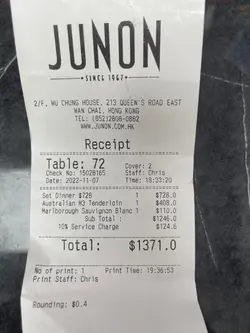 JUNON
SINCE 1967
2/F, WU CHUNG HOUSE, 213 QUEEN'S ROAD EAST
WAN CHAI, HONG KONG
TEL: (852)2808-0882
WWW.JUNON.COM.HK
Receipt
Table: 72 Cover: 2
Check No: 15028165 Staff: Chris
Date: 2022-11-07 Time: 18:33:20
Set Dinner $728 1 $728.0
Australian M3 Tenderloin 1 $408.0
Marlborough Sauvignon Blanc 1 $110.0
Sub Total: $1246.0
10% Service Charge $124.6
Total: $1371.0
No of print: 1 Print Time: 19:36:53
Print Staff: Chris
Rounding: $0.4